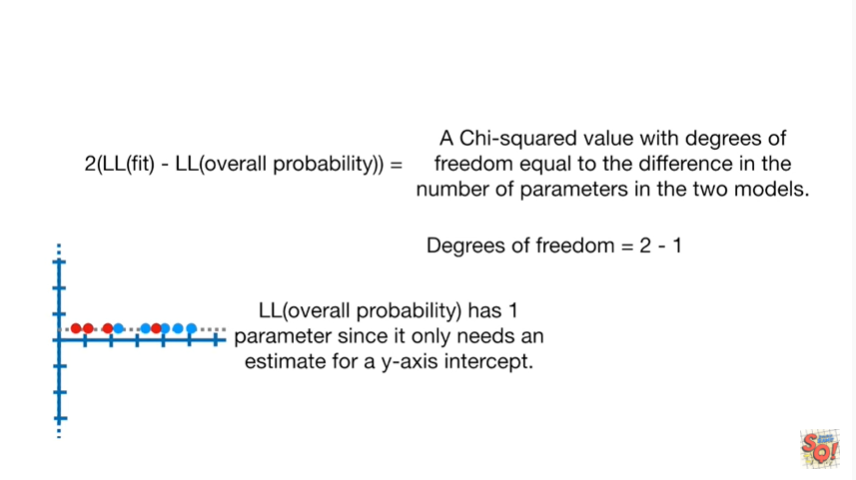 A Chi-squared value with degrees of
2(LL(fit) - LL(overall probability)) = freedom equal to the difference in the
number of parameters in the two models.
Degrees of freedom = 2 - 1
LL(overall probability) has 1
parameter since it only needs an
estimate for a y-axis intercept.
SQ!